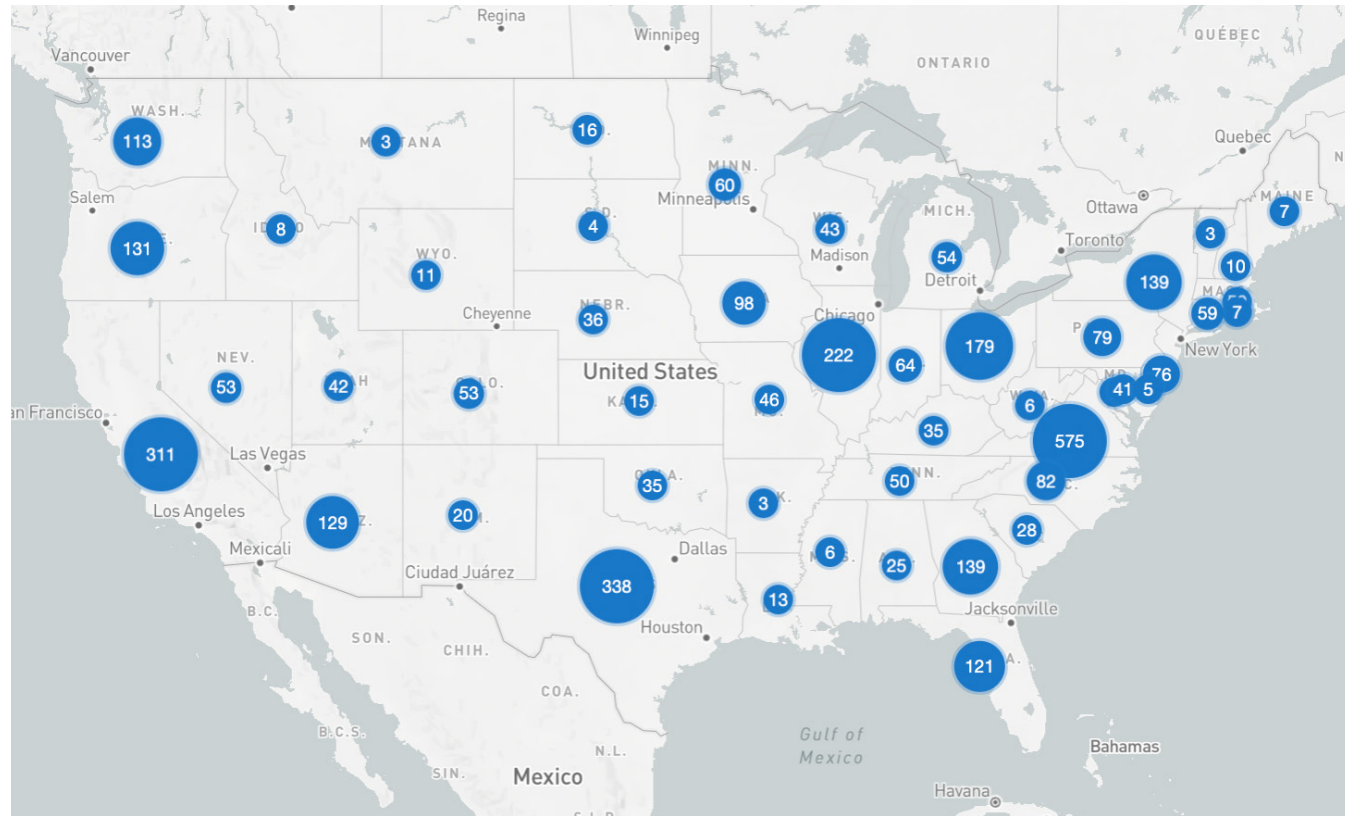 Regina
Winnipeg
QUÉBEC
Vancouver
ONTARIO
WASH.
113
3
16
Quebec
MINN.
60
Minneapolis
Salem
MAINE
7
Ottawa
8
4
MICH.
43
3
131
Toronto
WYO.
11
Madison
54
10
Detroit
139
NEBR.
98
Cheyenne
36
Chicago
59
7
79
New York
United States
222
179
NEV.
64
53
42
53
76
15
46
41
5
6
San Francisco
35
575
311
Las Vegas
50
82
35
3
Los Angeles
129
20
28
Mexicali
Dallas
6
25
139
Ciudad Juárez
338
13
Jacksonville
B.C.
Houston
SON.
CHIH.
121
COA.
B.C.S.
Gulf of
Mexico
Bahamas
N.L.
SIN.
Mexico
Havana